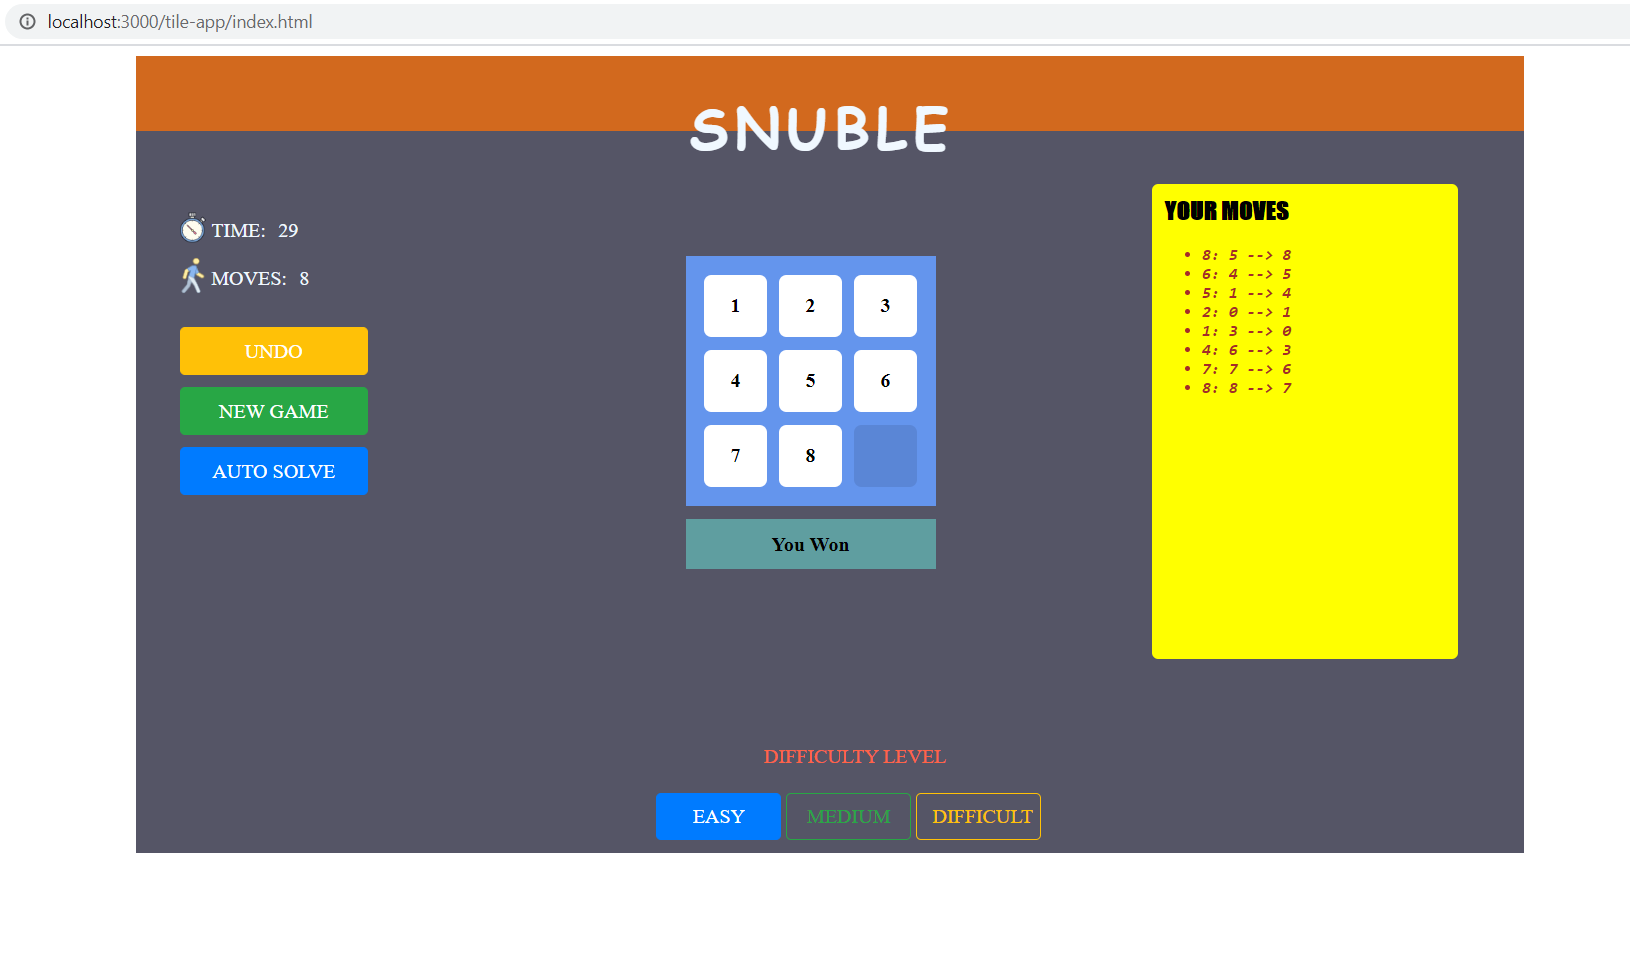 localhost:3000/tile-app/index.html
SNUBLE
TIME: 29
MOVES: 8
UNDO
NEW GAME
AUTO SOLVE
1 2 3
4 5 6
7 8
You Won
YOUR MOVES
• 8: 5 --> 8
• 6: 4 --> 5
• 5: 1 --> 4
• 2: 0 --> 1
• 1: 3 --> 0
• 4: 6 --> 3
• 7: 7 --> 6
• 8: 8 --> 7
DIFFICULTY LEVEL
EASY MEDIUM DIFFICULT